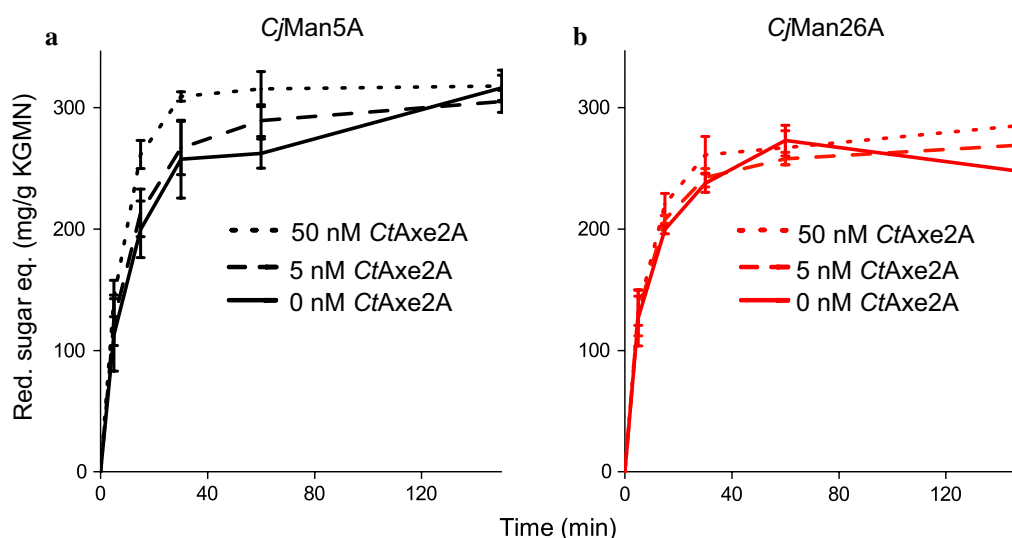 a
CjMan5A
b
CjMan26A
Red. sugar eq. (mg/g KGMN)
300
200
100
0
50 nM CtAxe2A
5 nM CtAxe2A
0 nM CtAxe2A
0
40
80
120
300
200
100
0
50 nM CtAxe2A
5 nM CtAxe2A
0 nM CtAxe2A
0
40
80
120
Time (min)